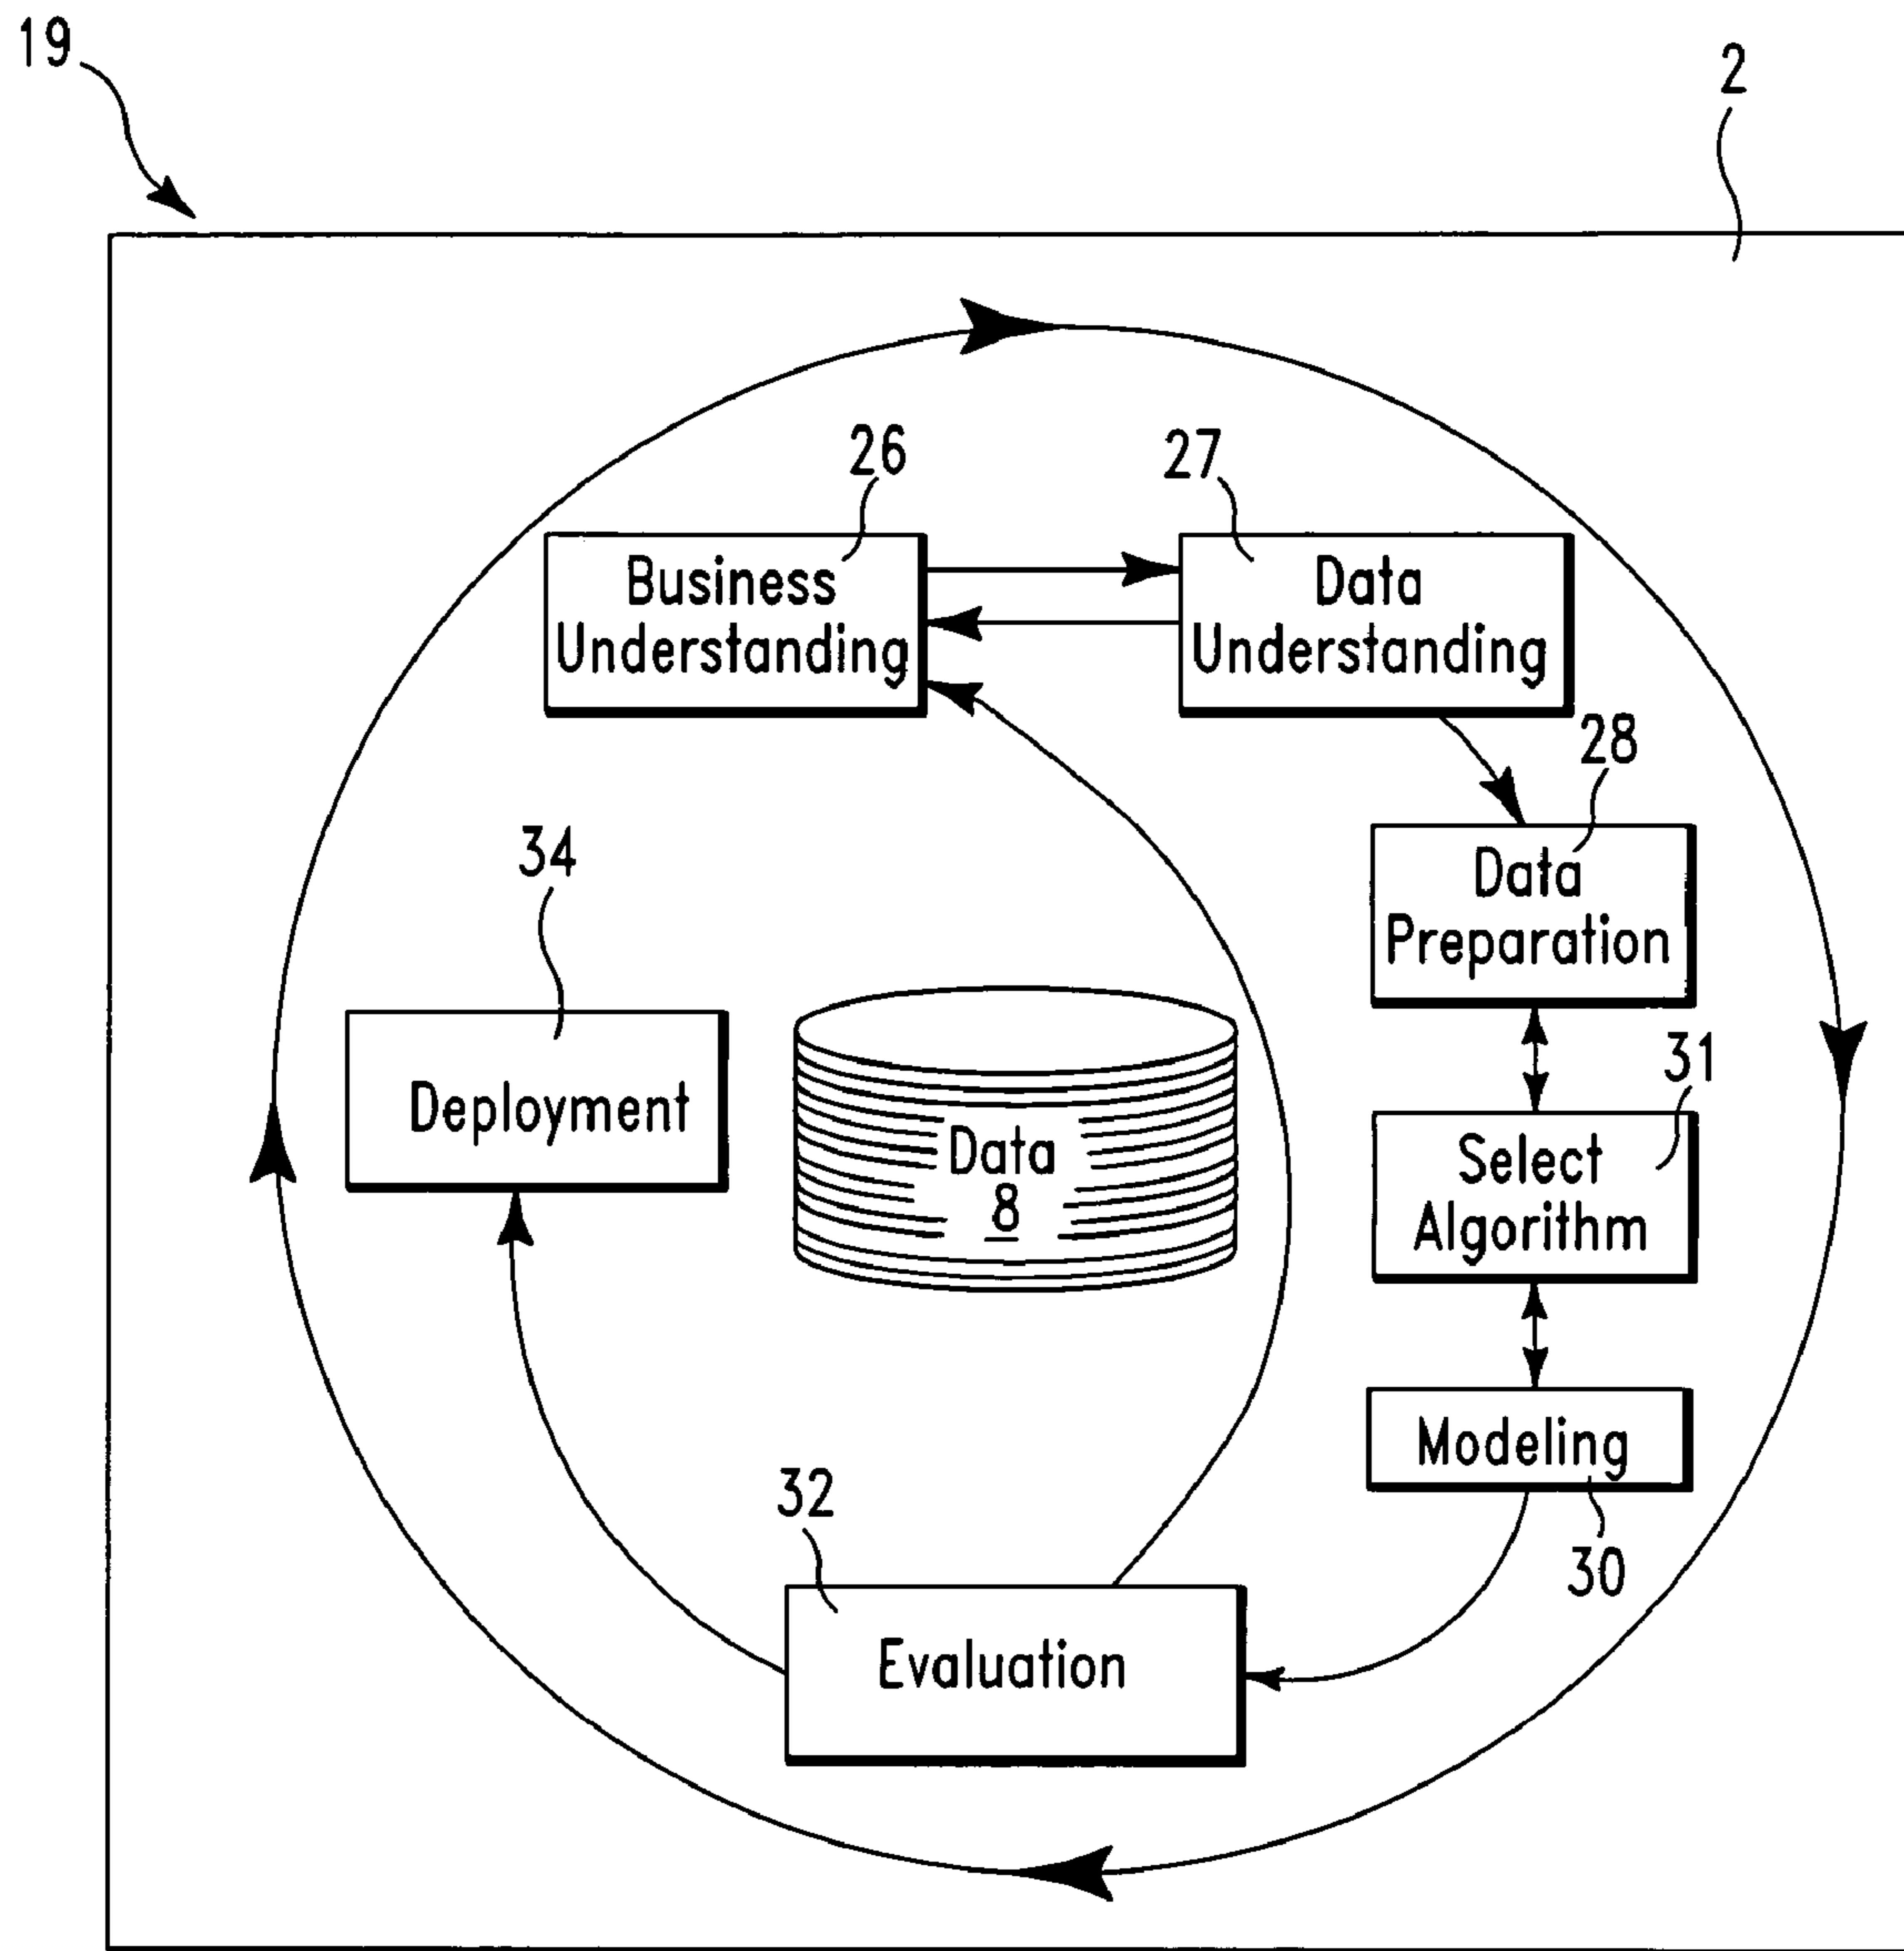 19
2
26
27
Business
Understanding
Data
Understanding
28
Data
Preparation
34
Deployment
Data
8
31
Select
Algorithm
Modeling
30
32
Evaluation